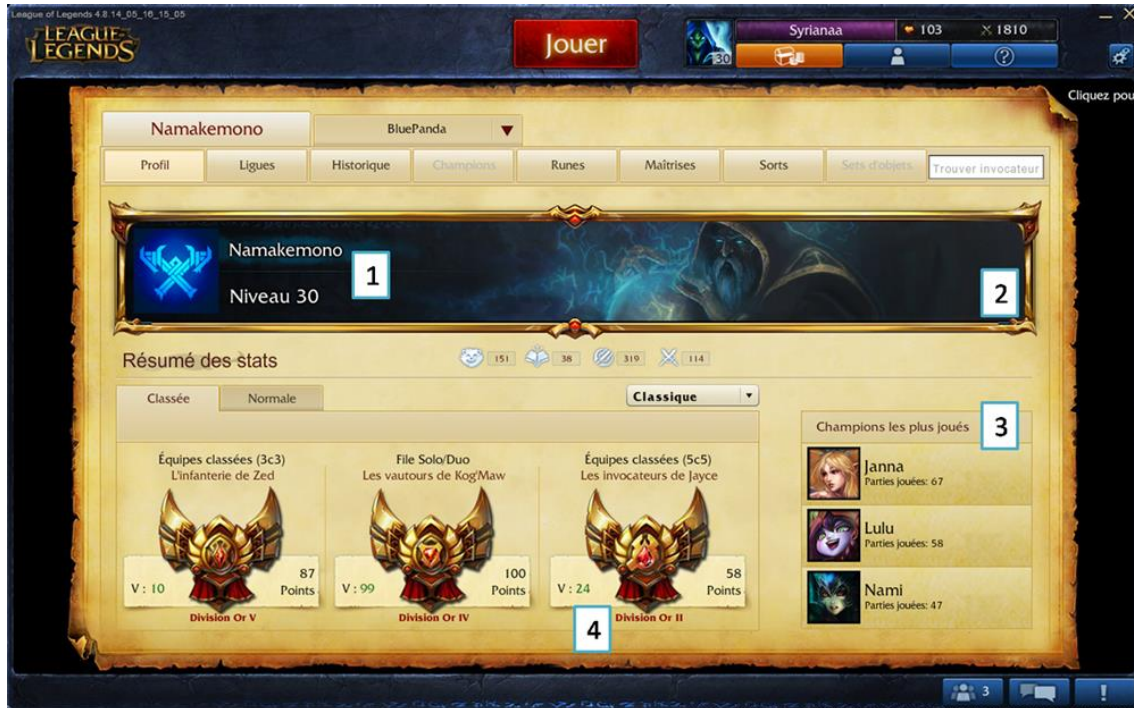 League of Legends 4.8.14_05_16_15_05
LEAGUE OF LEGENDS
Jouer
30
Syrianaa 103 1810
Cliquez pou
Namakemono BluePanda
Profil Ligues Historique Champions Runes Maîtrises Sorts Sets d'objets Trouver invocateur
Namakemono
1
Niveau 30
2
Résumé des stats 151 38 319 114
Classée Normale Classique
Champions les plus joués 3
Équipes classées (3c3) File Solo/Duo Équipes classées (5c5)
L'infanterie de Zed Les vautours de Kog'Maw Les invocateurs de Jayce
Janna
Parties jouées: 67
Lulu
Parties jouées: 58
Nami
Parties jouées: 47
87 100 58
V : 10 Points V : 99 Points V : 24 Points
Division Or V Division Or IV Division Or II
4
3